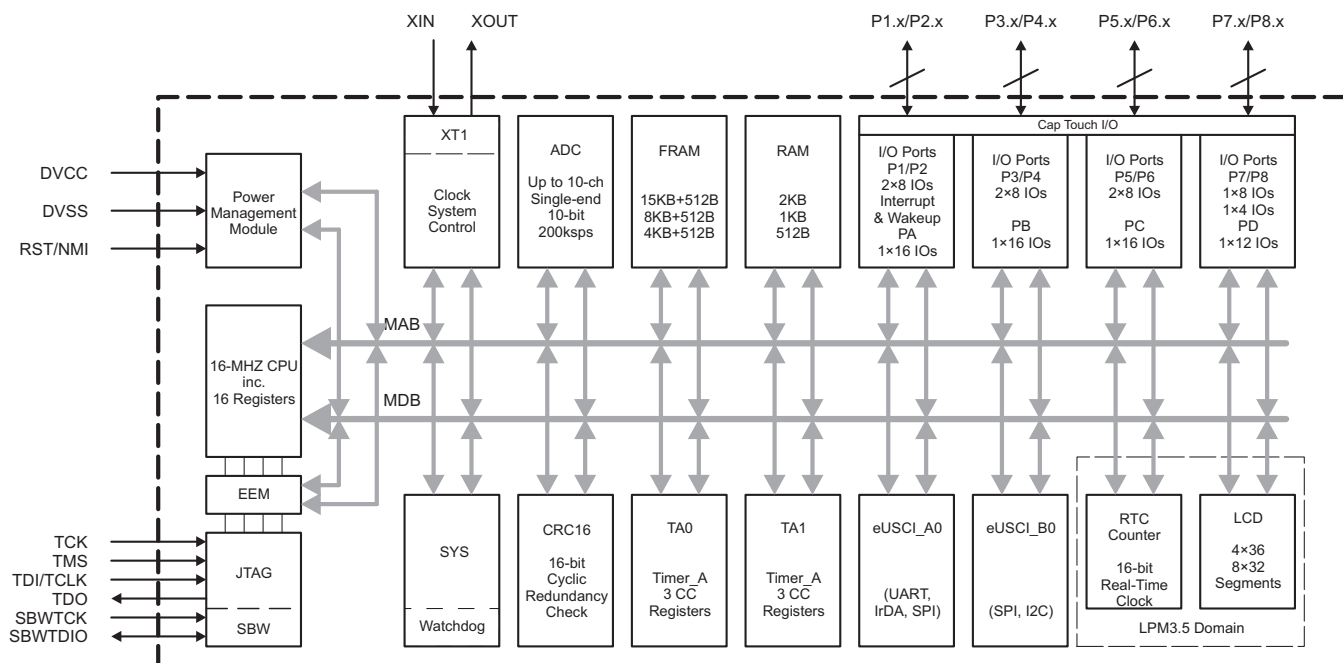 XIN
XOUT
P1.x/P2.x
P3.x/P4.x
P5.x/P6.x
P7.x/P8.x
DVCC
DVSS
RST/NMI
Power
Management
Module
XT1
Clock
System
Control
ADC
Up to 10-ch
Single-end
10-bit
200ksps
FRAM
15KB+512B
8KB+512B
4KB+512B
RAM
2KB
1KB
512B
Cap Touch I/O
I/O Ports
P1/P2
2×8 IOs
Interrupt
& Wakeup
PA
1×16 IOs
I/O Ports
P3/P4
2×8 IOs
PB
1×16 IOs
I/O Ports
P5/P6
2×8 IOs
PC
1×16 IOs
I/O Ports
P7/P8
1×8 IOs
1×4 IOs
PD
1×12 IOs
MAB
16-MHZ CPU
inc.
16 Registers
MDB
EEM
TCK
TMS
TDI/TCLK
TDO
SBWTCK
SBWTDIO
JTAG
SBW
SYS
Watchdog
CRC16
16-bit
Cyclic
Redundancy
Check
TA0
Timer_A
3 CC
Registers
TA1
Timer_A
3 CC
Registers
eUSCI_A0
(UART,
IrDA, SPI)
eUSCI_B0
(SPI, I2C)
RTC
Counter
16-bit
Real-Time
Clock
LCD
4×36
8×32
Segments
LPM3.5 Domain